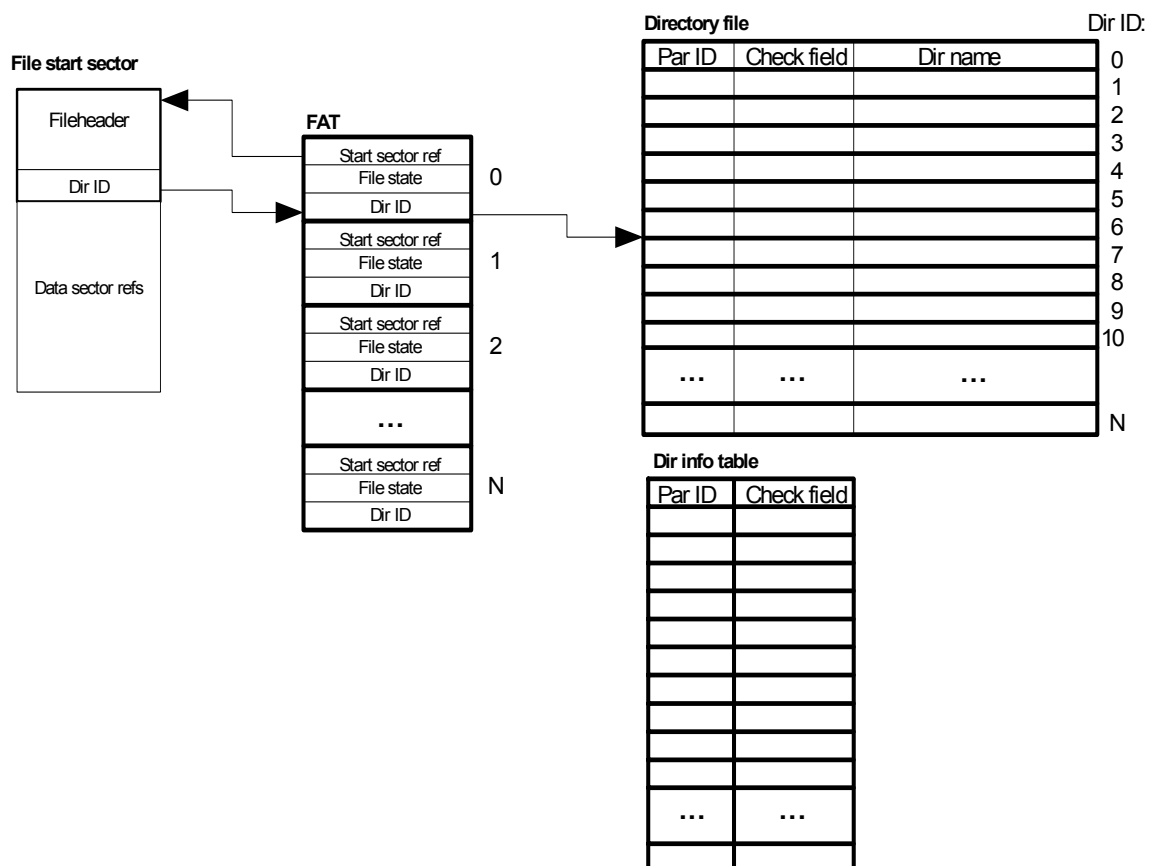 File start sector
Fileheader
Dir ID
Data sector refs
FAT
Start sector ref
File state
Dir ID
0
Start sector ref
File state
Dir ID
1
Start sector ref
File state
Dir ID
2
...
Start sector ref
File state
Dir ID
N
Directory file
Dir ID:
Par ID Check field Dir name
0
1
2
3
4
5
6
7
8
9
10
... ... ...
N
Dir info table
Par ID Check field
... ...